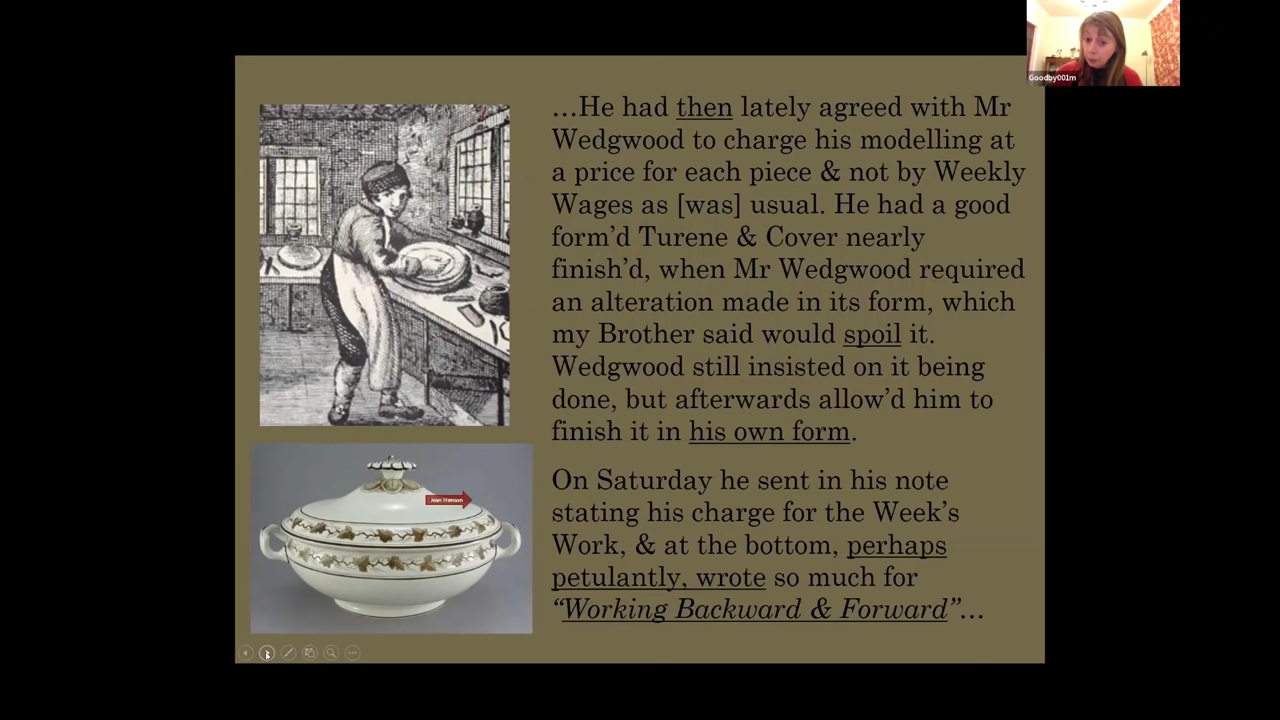 Goodby001m
…He had then lately agreed with Mr
Wedgwood to charge his modelling at
a price for each piece & not by Weekly
Wages as [was] usual. He had a good
form’d Turene & Cover nearly
finish’d, when Mr Wedgwood required
an alteration made in its form, which
my Brother said would spoil it.
Wedgwood still insisted on it being
done, but afterwards allow’d him to
finish it in his own form.
On Saturday he sent in his note
stating his charge for the Week’s
Work, & at the bottom, perhaps
petulantly, wrote so much for
“Working Backward & Forward”…